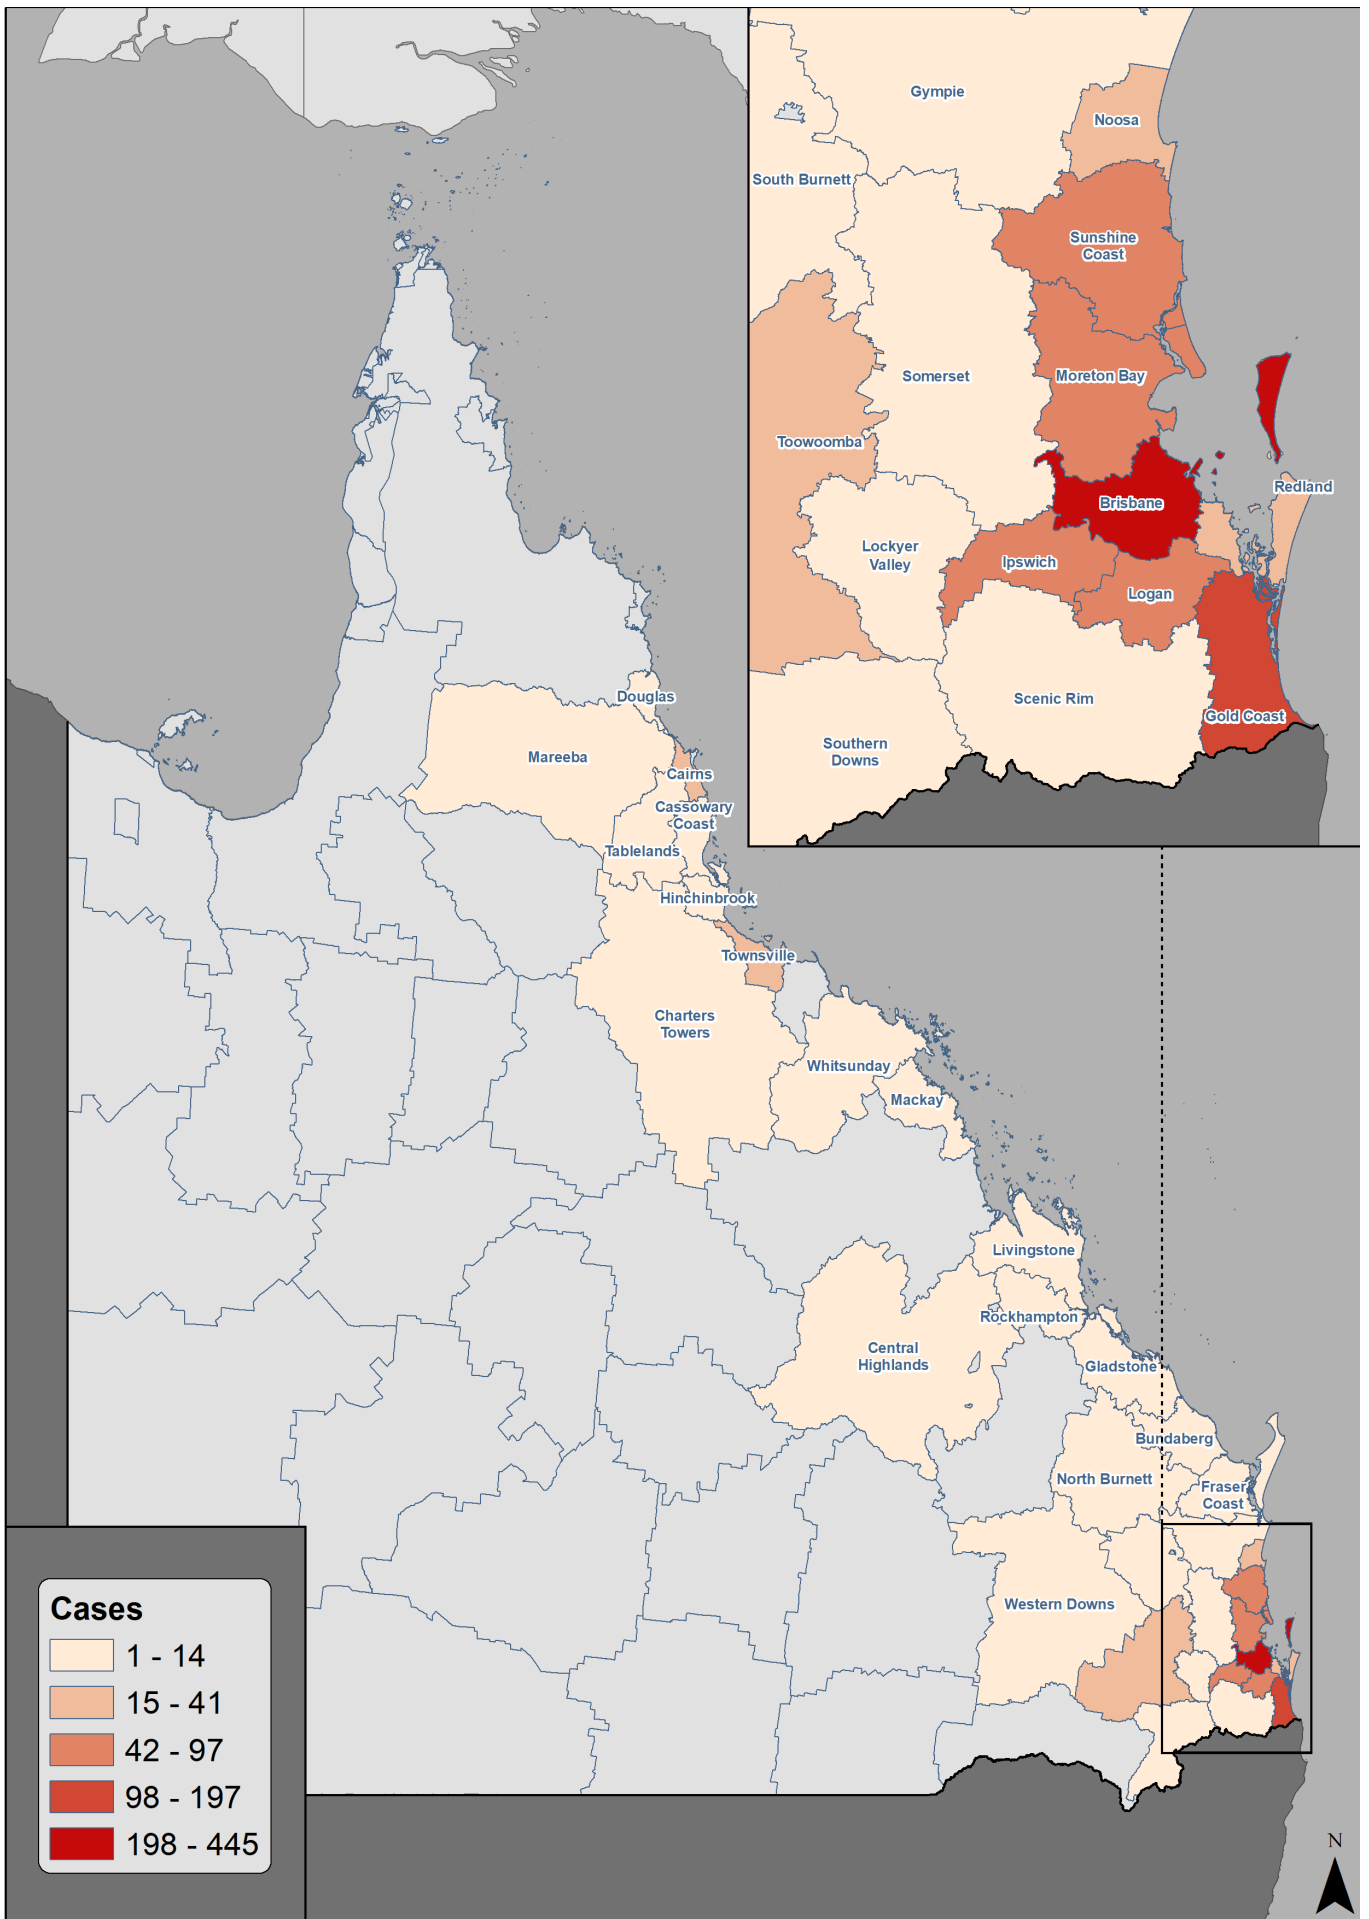 Gympie
Noosa
South Burnett
Sunshine
Coast
Somerset
Moreton Bay
Toowoomba
Redland
Brisbane
Lockyer
Valley
Ipswich
Logan
Scenic Rim
Gold Coast
Southern
Downs
Douglas
Mareeba
Cairns
Cassowary
Coast
Tablelands
Hinchinbrook
Townsville
Charters
Towers
Whitsunday
Mackay
Livingstone
Rockhampton
Central
Highlands
Gladstone
Bundaberg
North Burnett
Fraser
Coast
Western Downs
Cases
1 - 14
15 - 41
42 - 97
98 - 197
198 - 445
N